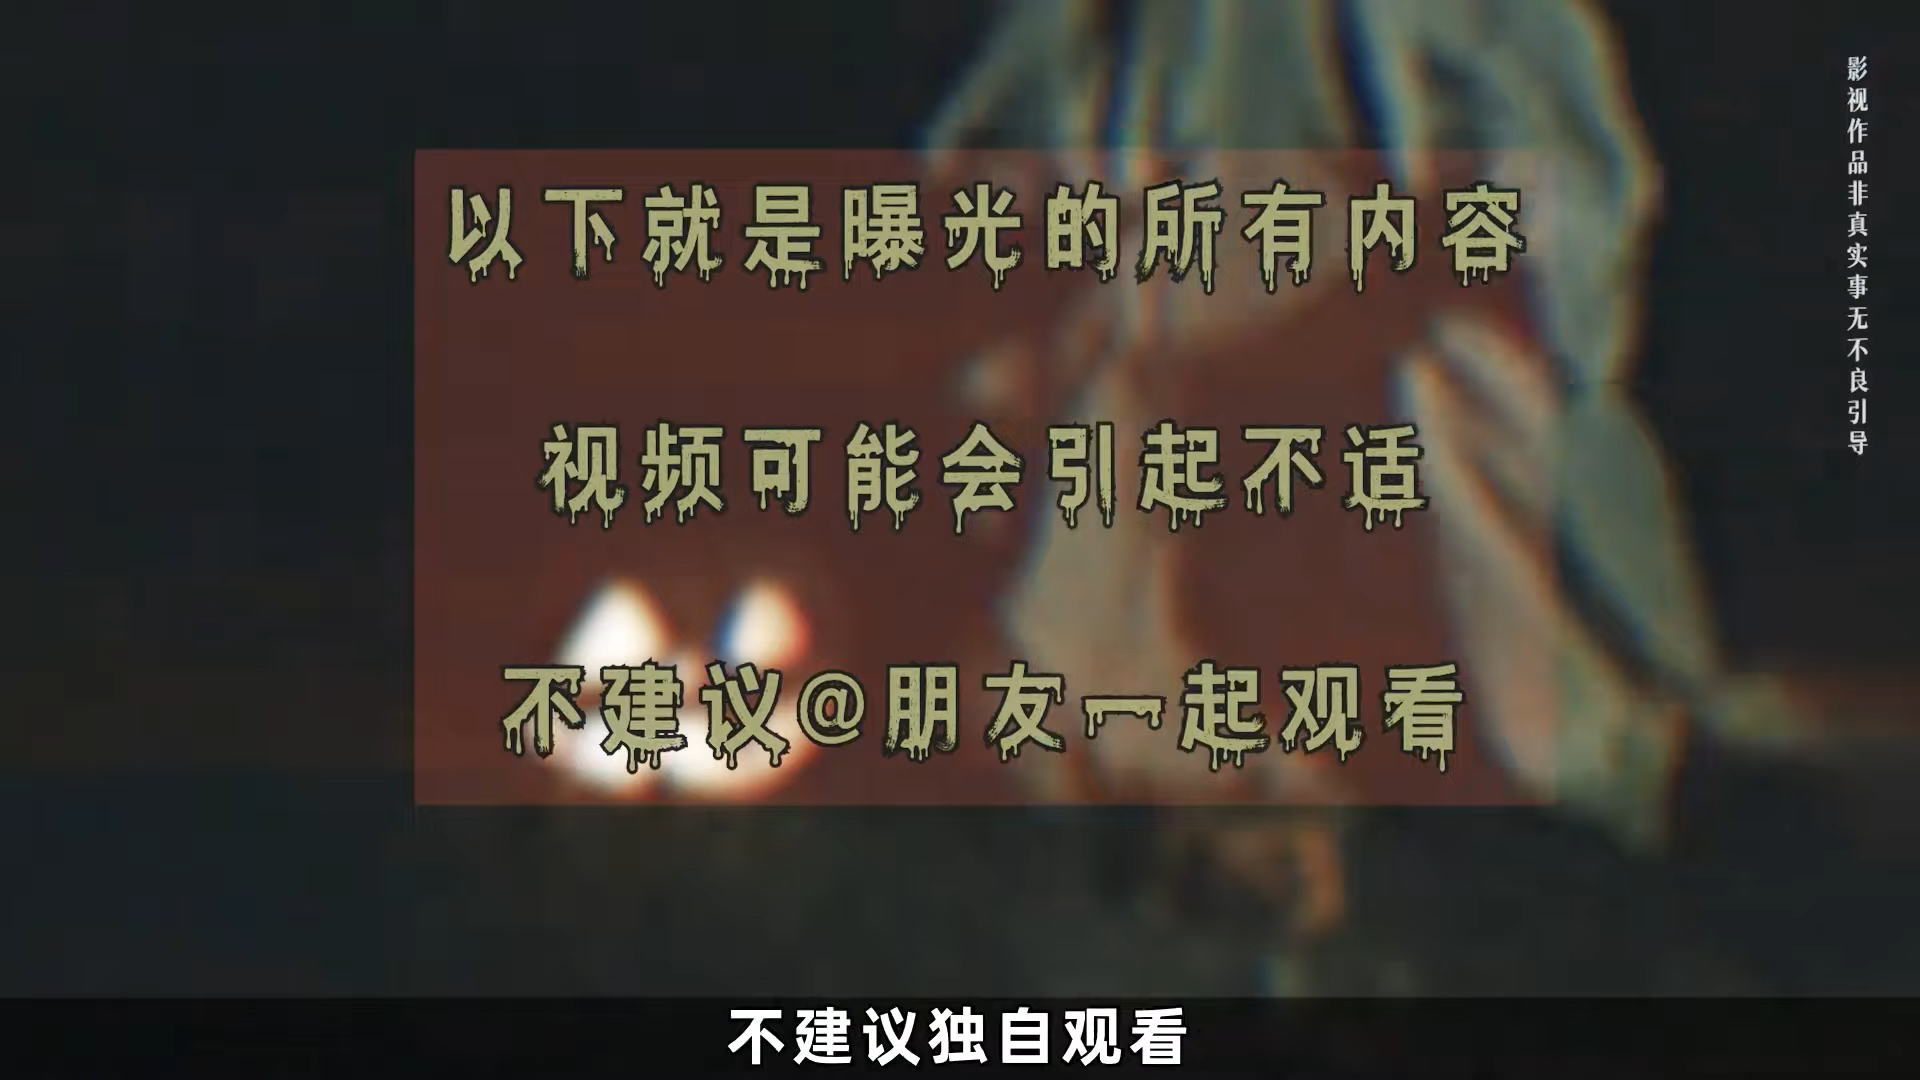 以下就是曝光的所有内容
视频可能会引起不适
不建议@朋友一起观看
影视作品非真实事无不良引导
不建议独自观看